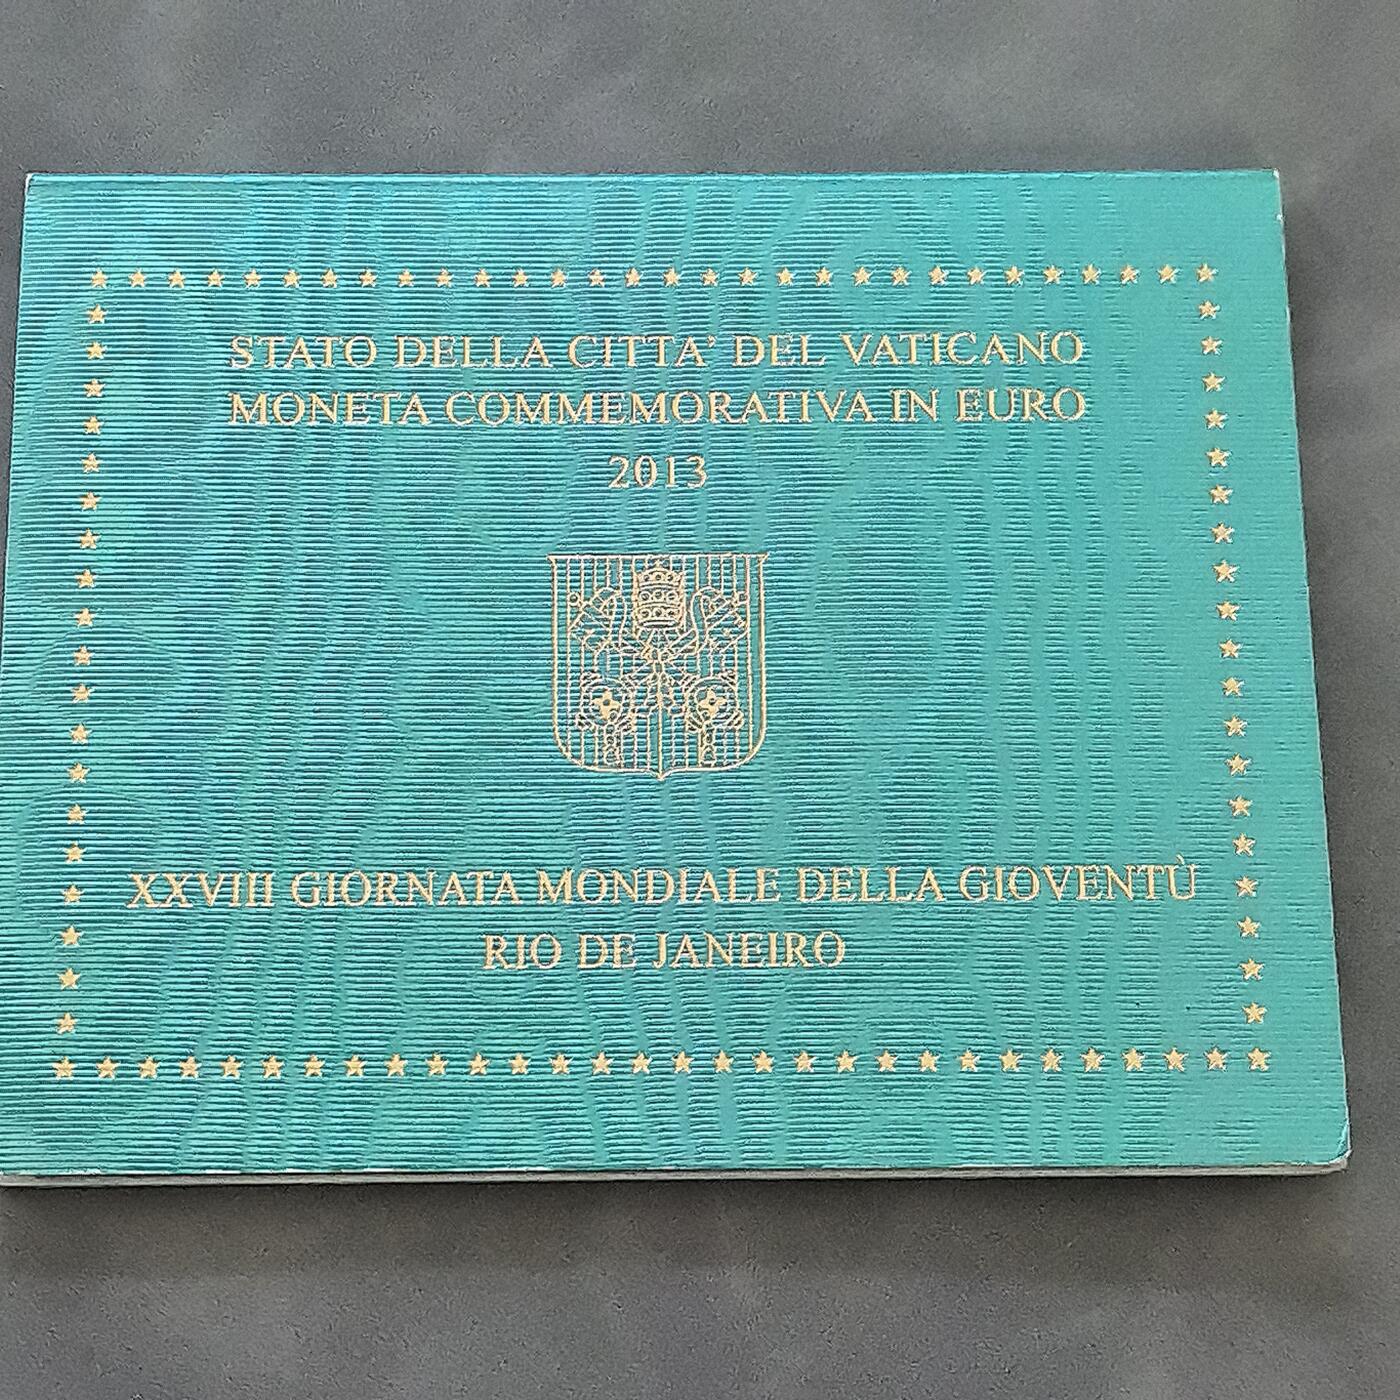 STATO DELLA CITTA' DEL VATICANO
MONETA COMMEMORATIVA IN EURO
2013
XXVIII GIORNATA MONDIALE DELLA GIOVENTÙ
RIO DE JANEIRO